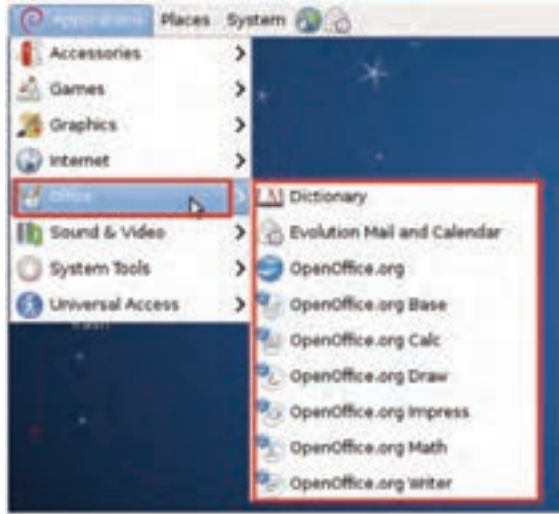 Applications Places System
Accessories
Games
Graphics
Internet
Office
Sound & Video
System Tools
Universal Access
Trash
Dictionary
Evolution Mail and Calendar
OpenOffice.org
OpenOffice.org Base
OpenOffice.org Calc
OpenOffice.org Draw
OpenOffice.org Impress
OpenOffice.org Math
OpenOffice.org Writer